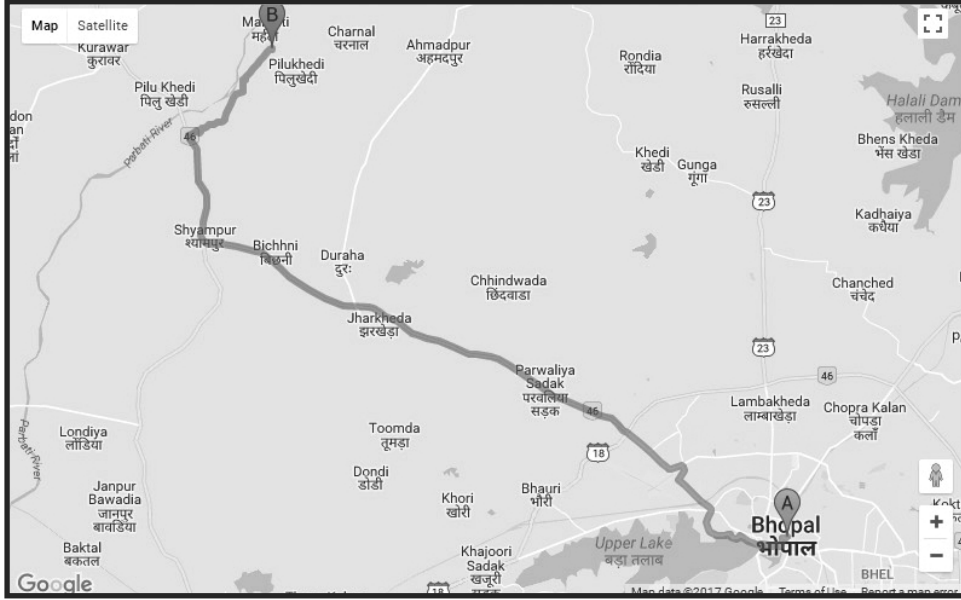 Map
Satellite
B
महेती
Kurawar
कुरावर
Charnal
चरनाल
Ahmadpur
अहमदपुर
23
Harrakheda
हर्रखेदा
Rondia
रोंदिया
Pilukhedi
पिलुखेदी
Pilu Khedi
पिलु खेडी
Rusalli
रुसल्ली
Halali Dam
हलाली डैम
46
Parbati River
Bhens Kheda
भेंस खेडा
Khedi
खेडी
Gunga
गूंगा
23
Kadhaiya
कधैया
Shyampur
श्यामपुर
Bichhni
बिछनी
Duraha
दुरः
Chhindwada
छिंदवाडा
Chanched
चंचेद
Jharkheda
झरखेड़ा
23
Parwaliya
Sadak
परवलिया
सड़क
46
46
Lambakheda
लाम्बाखेड़ा
Chopra Kalan
चोपड़ा
कलाँ
Londiya
लोंडिया
Parbati River
Toomda
तूमड़ा
18
Dondi
डोडी
Janpur
Bawadia
जानपुर
बावडिया
Khori
खोरी
Bhauri
भौरी
A
Bhopal
भोपाल
Upper Lake
बड़ा तलाब
Baktal
बकतल
Khajoori
Sadak
खजूरी
सड़क
BHEL
Google
18
Map data ©2017 Google
Terms of Use
Report a map error